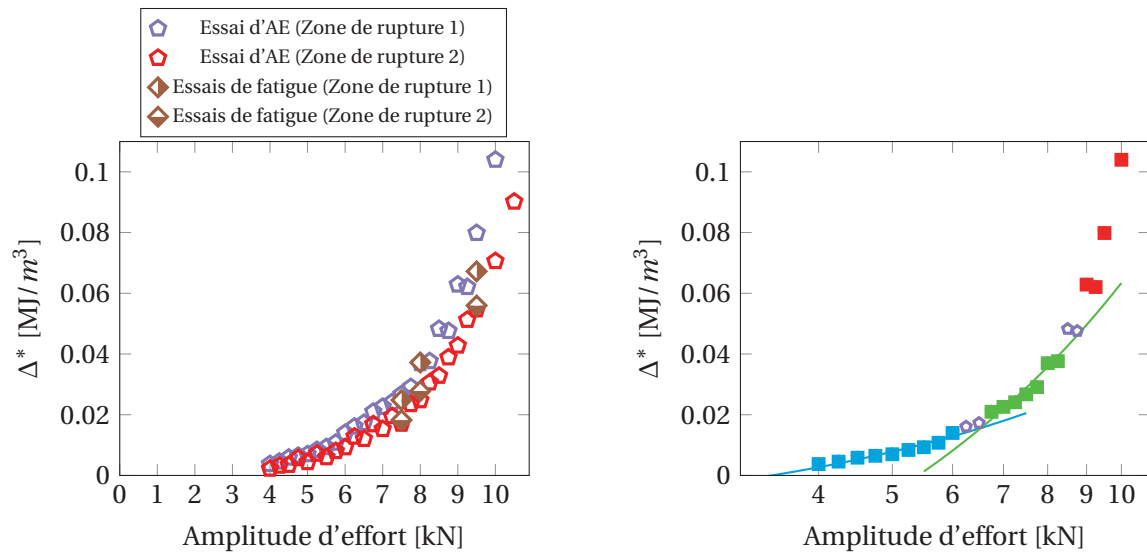 Essai d'AE (Zone de rupture 1)
Essai d'AE (Zone de rupture 2)
Essais de fatigue (Zone de rupture 1)
Essais de fatigue (Zone de rupture 2)
0.1
0.08
0.06
0.04
0.02
0
Δ* [MJ/m³]
0 1 2 3 4 5 6 7 8 9 10
Amplitude d'effort [kN]
0.1
0.08
0.06
0.04
0.02
0
Δ* [MJ/m³]
4 5 6 7 8 9 10
Amplitude d'effort [kN]